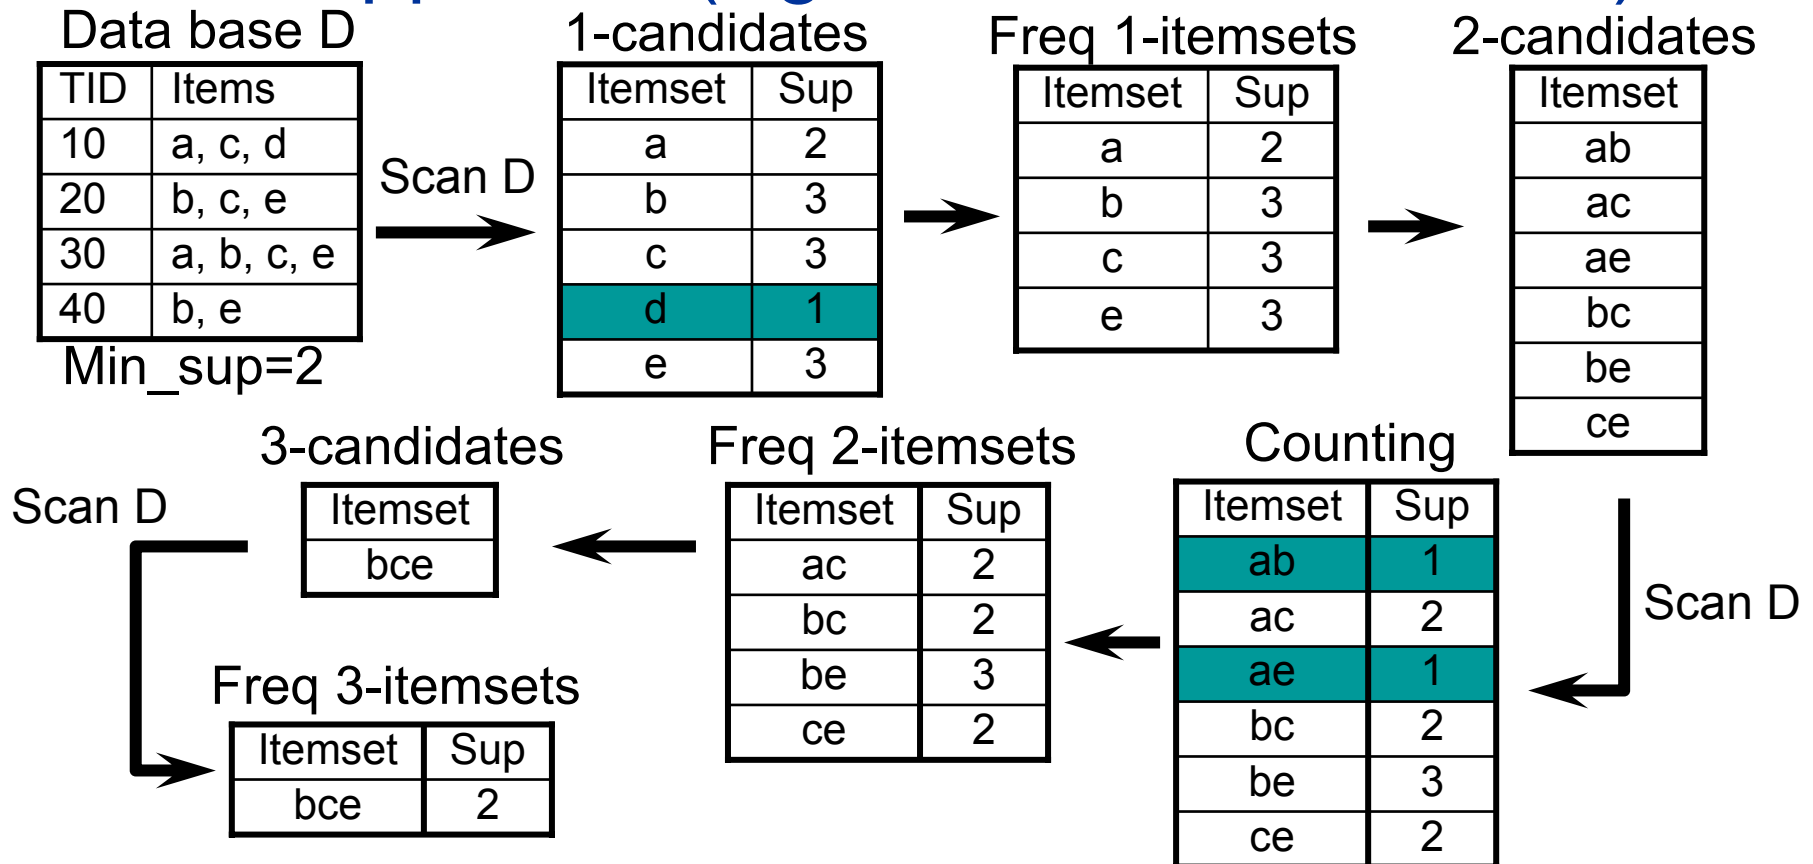 Data base D
TID Items
10 a, c, d
20 b, c, e
30 a, b, c, e
40 b, e
Min_sup=2
Scan D
1-candidates
Itemset Sup
a 2
b 3
c 3
d 1
e 3
Freq 1-itemsets
Itemset Sup
a 2
b 3
c 3
e 3
2-candidates
Itemset
ab
ac
ae
bc
be
ce
Scan D
Counting
Itemset Sup
ab 1
ac 2
ae 1
bc 2
be 3
ce 2
Freq 2-itemsets
Itemset Sup
ac 2
bc 2
be 3
ce 2
3-candidates
Itemset
bce
Scan D
Freq 3-itemsets
Itemset Sup
bce 2